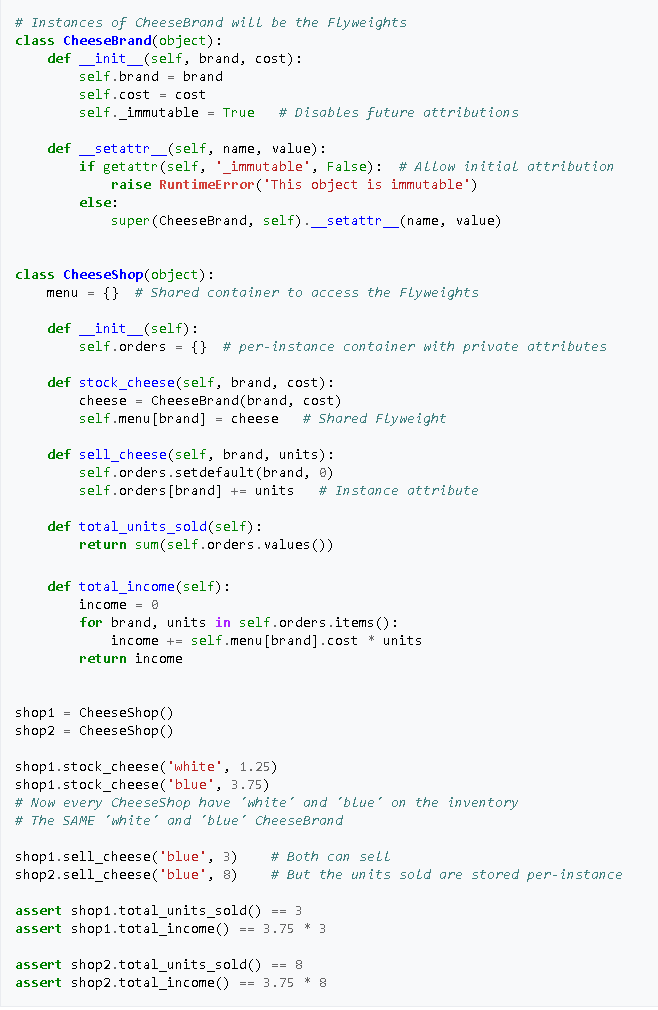 # Instances of CheeseBrand will be the Flyweights
class CheeseBrand(object):
    def __init__(self, brand, cost):
        self.brand = brand
        self.cost = cost
        self._immutable = True   # Disables future attributions

    def __setattr__(self, name, value):
        if getattr(self, '_immutable', False):  # Allow initial attribution
            raise RuntimeError('This object is immutable')
        else:
            super(CheeseBrand, self).__setattr__(name, value)


class CheeseShop(object):
    menu = {}  # Shared container to access the Flyweights

    def __init__(self):
        self.orders = {}  # per-instance container with private attributes

    def stock_cheese(self, brand, cost):
        cheese = CheeseBrand(brand, cost)
        self.menu[brand] = cheese   # Shared Flyweight

    def sell_cheese(self, brand, units):
        self.orders.setdefault(brand, 0)
        self.orders[brand] += units   # Instance attribute

    def total_units_sold(self):
        return sum(self.orders.values())

    def total_income(self):
        income = 0
        for brand, units in self.orders.items():
            income += self.menu[brand].cost * units
        return income


shop1 = CheeseShop()
shop2 = CheeseShop()

shop1.stock_cheese('white', 1.25)
shop1.stock_cheese('blue', 3.75)
# Now every CheeseShop have 'white' and 'blue' on the inventory
# The SAME 'white' and 'blue' CheeseBrand

shop1.sell_cheese('blue', 3)    # Both can sell
shop2.sell_cheese('blue', 8)    # But the units sold are stored per-instance

assert shop1.total_units_sold() == 3
assert shop1.total_income() == 3.75 * 3

assert shop2.total_units_sold() == 8
assert shop2.total_income() == 3.75 * 8